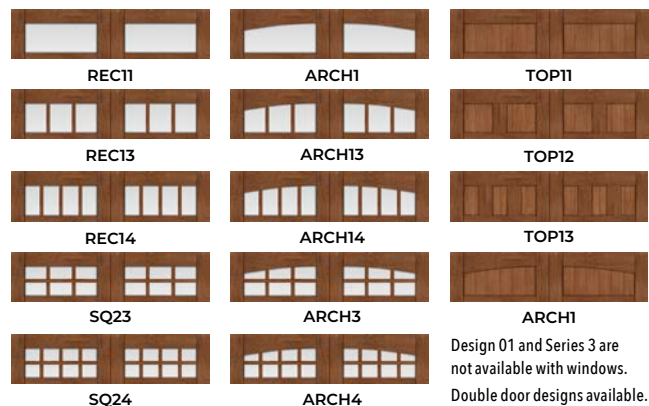 REC11
ARCH1
TOP11
REC13
ARCH13
TOP12
REC14
ARCH14
TOP13
SQ23
ARCH3
ARCH1
SQ24
ARCH4
Design 01 and Series 3 are
not available with windows.
Double door designs available.